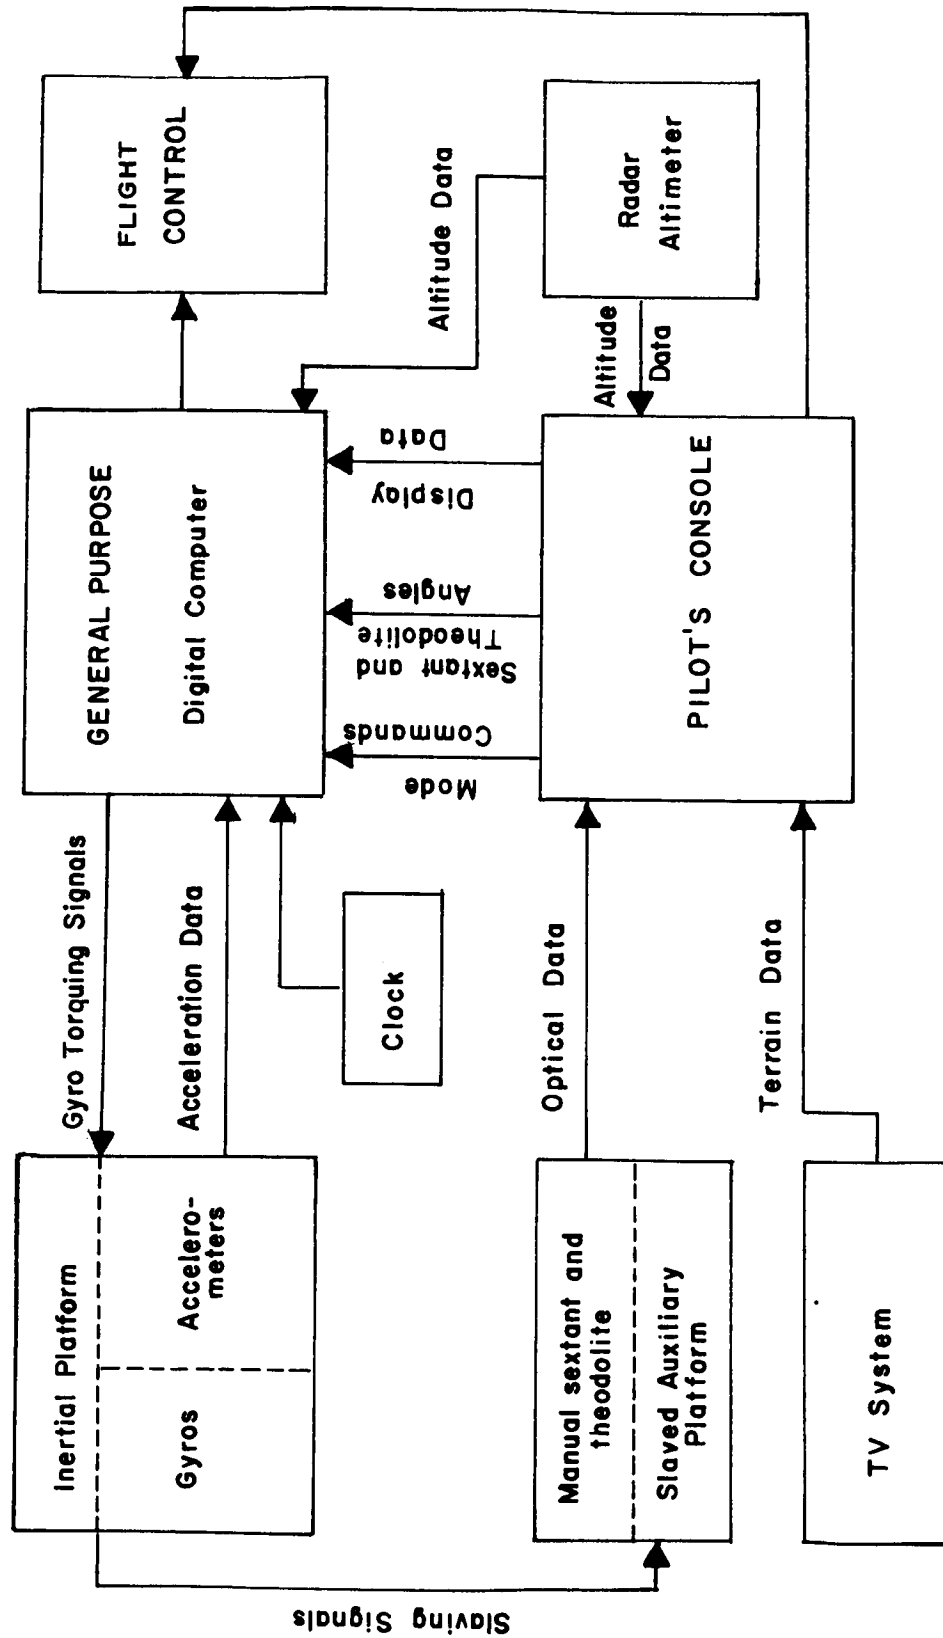 Inertial Platform
Gyros
Accelero-
meters
Gyro Torquing Signals
Acceleration Data
GENERAL PURPOSE
Digital Computer
FLIGHT
CONTROL
Slaving Signals
Clock
Mode
Commands
Sextant and
Theodolite
Angles
Display
Data
Altitude Data
Manual sextant and
theodolite
Slaved Auxiliary
Platform
Optical Data
PILOT'S CONSOLE
Altitude
Data
Radar
Altimeter
TV System
Terrain Data